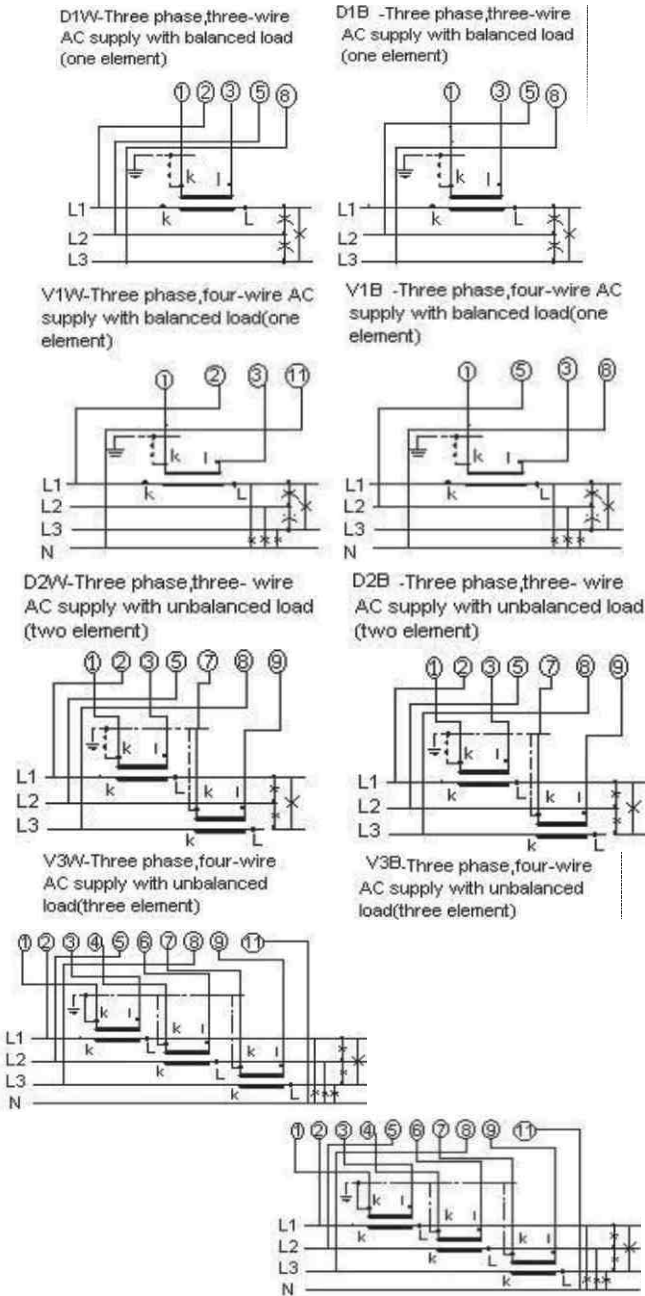 D1W-Three phase,three-wire
AC supply with balanced load
(one element)
D1B -Three phase,three-wire
AC supply with balanced load
(one element)
① ② ⑤ ③ ⑧
k l
L1 k L
L2
L3
① ③ ⑤ ⑧
k l
L1 k L
L2
L3
V1W-Three phase,four-wire AC
supply with balanced load(one
element)
V1B -Three phase,four-wire AC
supply with balanced load(one
element)
① ② ③ ⑪
k l
L1 k L
L2
L3
N
① ⑤ ③ ⑧
k l
L1 k L
L2
L3
N
D2W-Three phase,three- wire
AC supply with unbalanced load
(two element)
D2B -Three phase,three- wire
AC supply with unbalanced load
(two element)
① ② ③ ⑤ ⑦ ⑧ ⑨
k l
L1 k L k l
L2
L3 k L
① ② ③ ⑤ ⑦ ⑧ ⑨
k l
L1 k L k l
L2
L3 k L
V3W-Three phase,four-wire
AC supply with unbalanced
load(three element)
V3B-Three phase,four-wire
AC supply with unbalanced
load(three element)
① ② ③ ④ ⑤ ⑥ ⑦ ⑧ ⑨ ⑪
k l
L1 k L k l
L2 k L k l
L3 k L
N
① ② ③ ④ ⑤ ⑥ ⑦ ⑧ ⑨ ⑪
k l
L1 k L k l
L2 k L k l
L3 k L
N